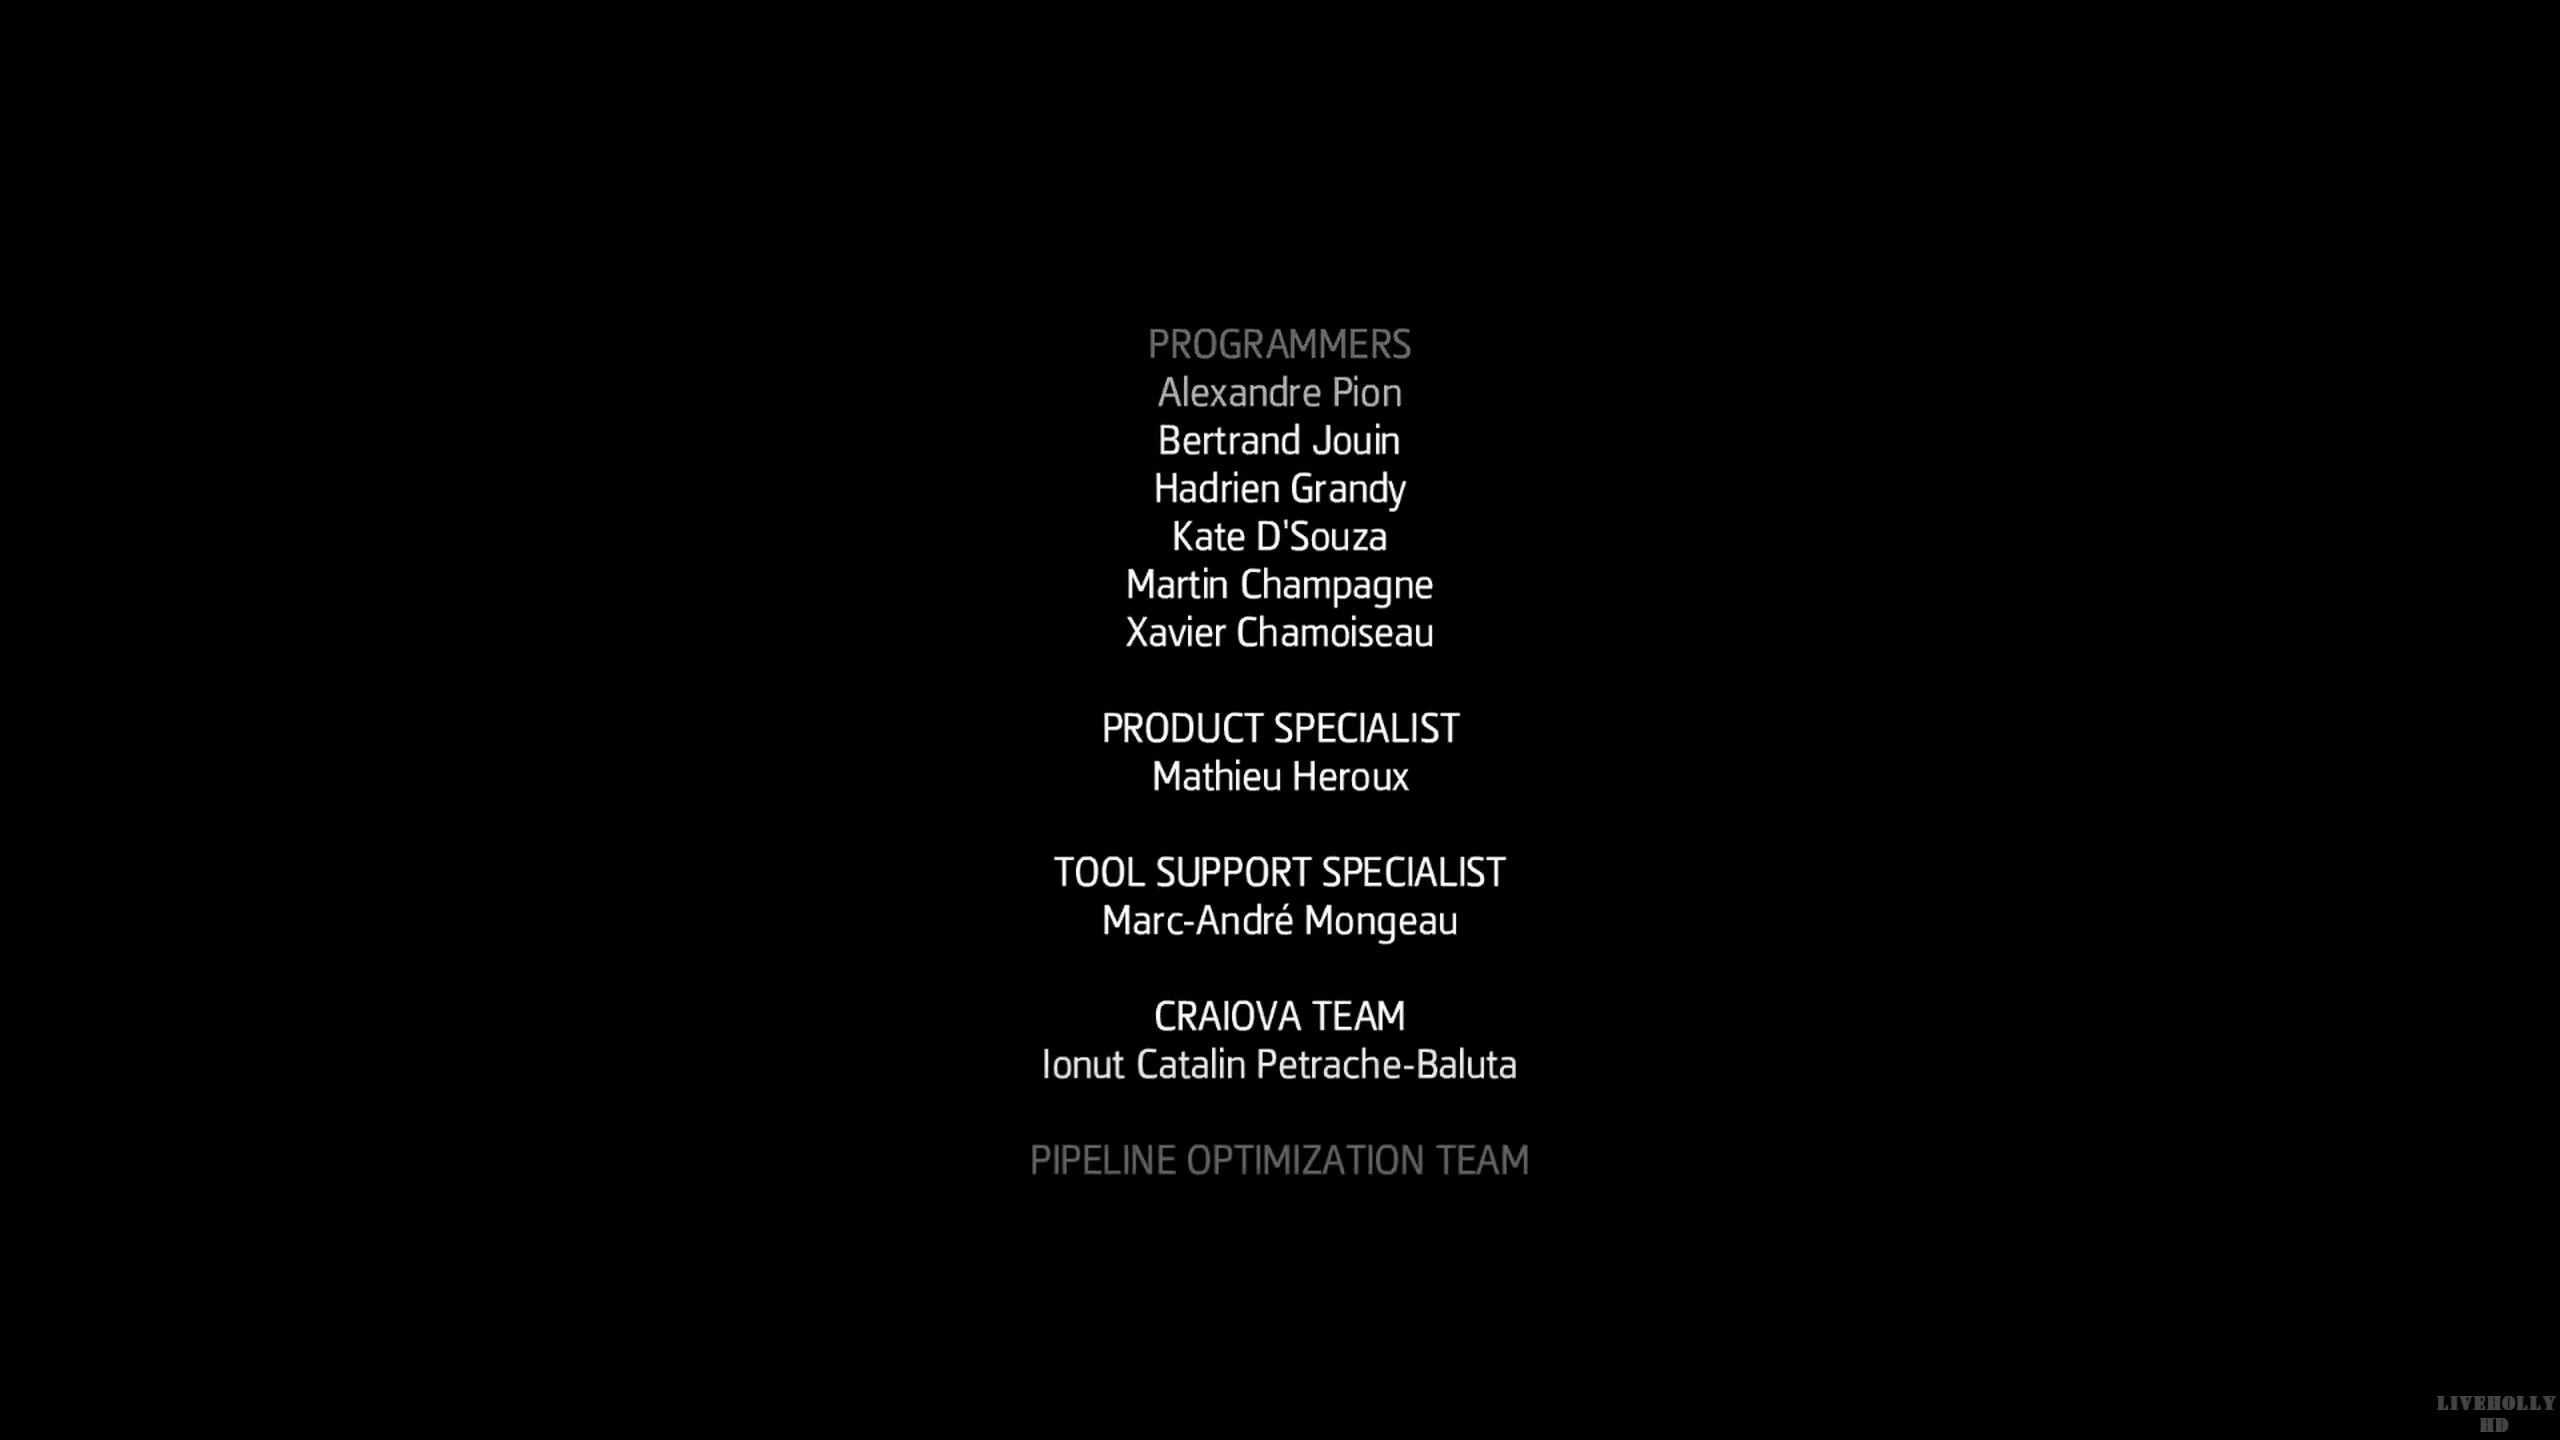 PROGRAMMERS
Alexandre Pion
Bertrand Jouin
Hadrien Grandy
Kate D'Souza
Martin Champagne
Xavier Chamoiseau
PRODUCT SPECIALIST
Mathieu Heroux
TOOL SUPPORT SPECIALIST
Marc-André Mongeau
CRAIOVA TEAM
Ionut Catalin Petrache-Baluta
PIPELINE OPTIMIZATION TEAM
LIVEHOLLY
HD